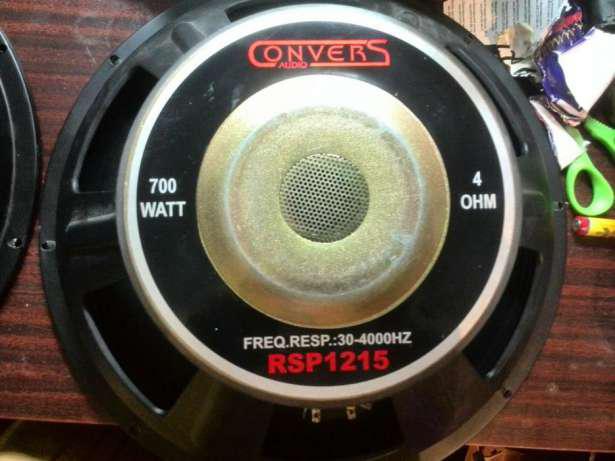 CONVERS
AUDIO
700
WATT
4
OHM
FREQ.RESP.:30-4000HZ
RSP1215